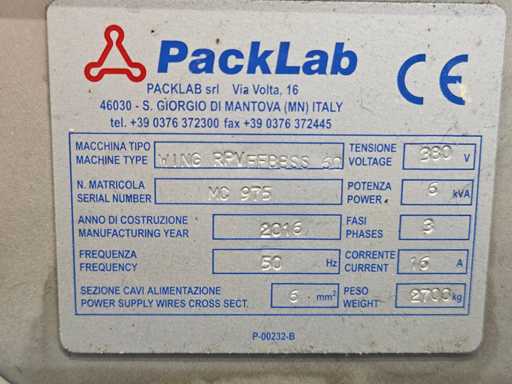 PackLab
CE
PACKLAB srl Via Volta, 16
46030 - S. GIORGIO DI MANTOVA (MN) ITALY
tel. +39 0376 372300 fax +39 0376 372445
MACCHINA TIPO
MACHINE TYPE
WING
TENSIONE
VOLTAGE 380 V
N. MATRICOLA
SERIAL NUMBER MC 975
POTENZA
POWER 6 kVA
ANNO DI COSTRUZIONE
MANUFACTURING YEAR 2016
FASI
PHASES 3
FREQUENZA
FREQUENCY 50 Hz
CORRENTE
CURRENT 16 A
SEZIONE CAVI ALIMENTAZIONE
POWER SUPPLY WIRES CROSS SECT. 6 mm²
PESO
WEIGHT 2700 kg
P-00232-B